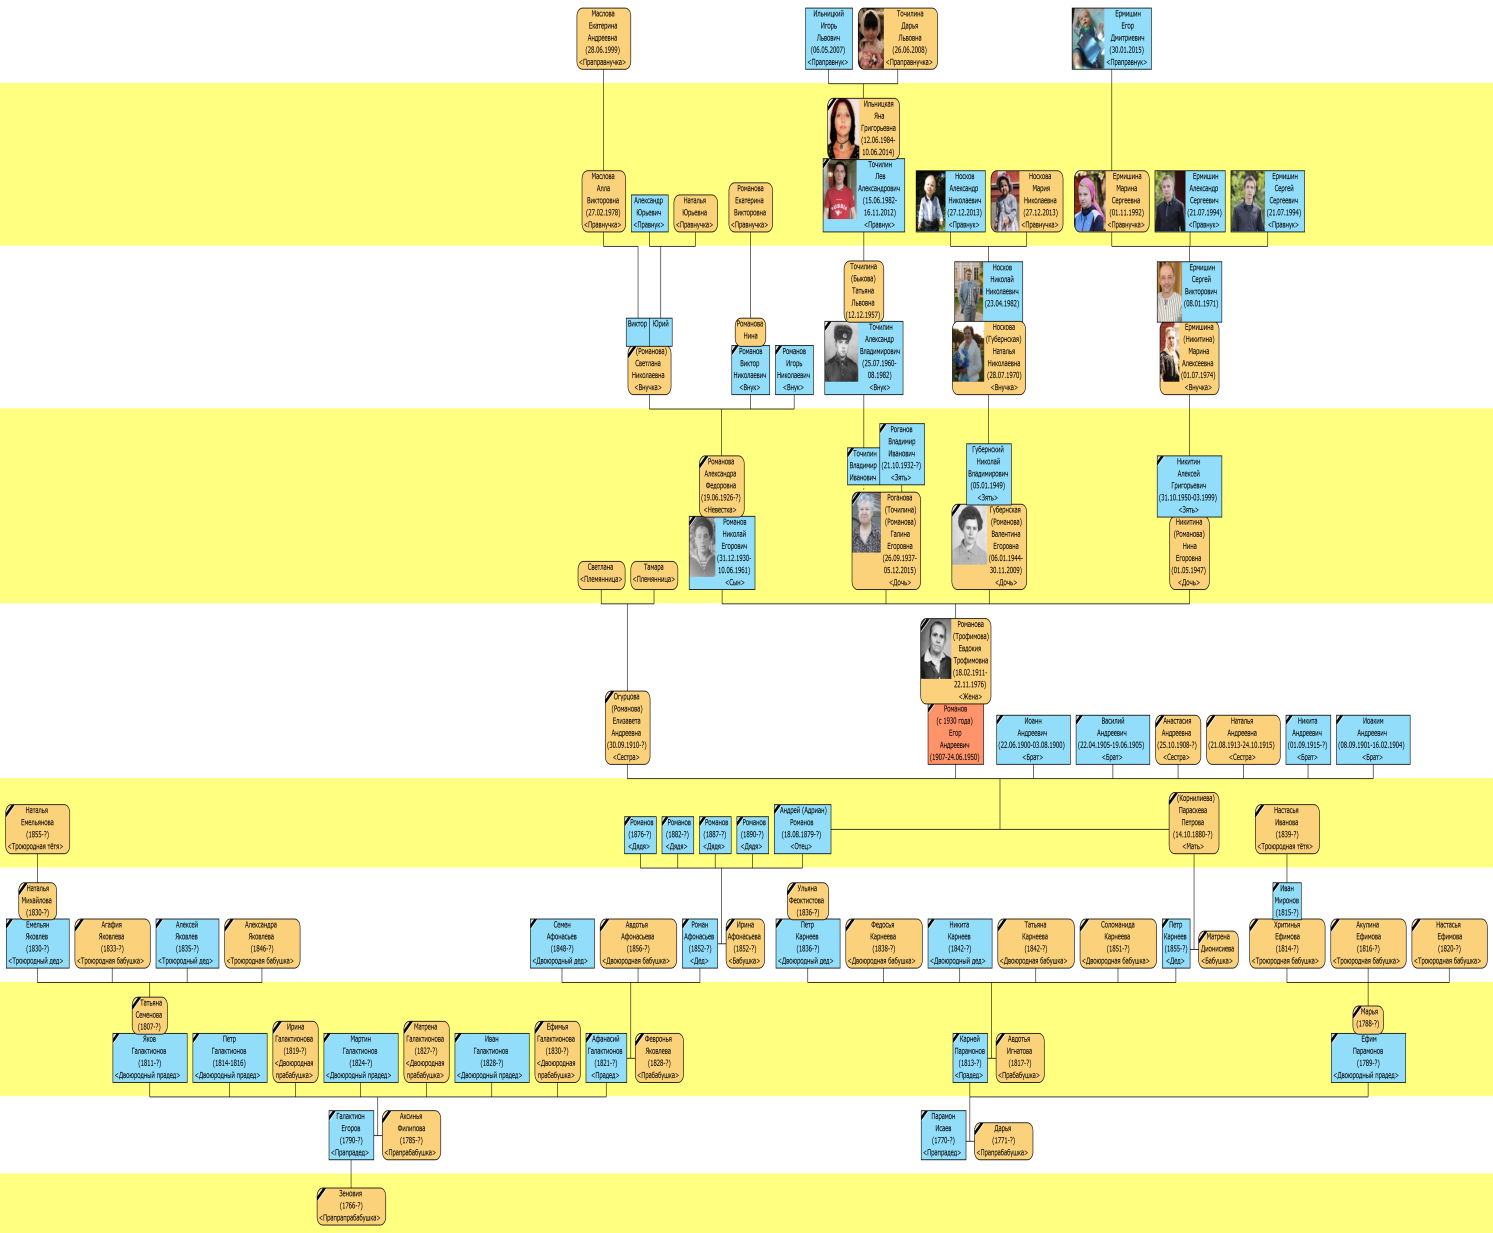 Маслова
Екатерина
Андреевна
(28.06.1999)
<Праправнучка>
Ильницкий
Игорь
Львович
(06.05.2007)
<Праправнук>
Точилина
Дарья
Львовна
(26.06.2008)
<Праправнучка>
Ермишин
Егор
Дмитриевич
(30.01.2015)
<Праправнук>
Ильницкая
Яна
Григорьевна
(12.06.1984-
10.06.2014)
Маслова
Алла
Викторовна
(27.02.1978)
<Правнучка>
Александр
Юрьевич
<Правнук>
Наталья
Юрьевна
<Правнучка>
Романова
Екатерина
Викторовна
<Правнучка>
Точилин
Лев
Александрович
(15.06.1982-
16.11.2012)
<Правнук>
Носков
Александр
Николаевич
(27.12.2013)
<Правнук>
Носкова
Мария
Николаевна
(27.12.2013)
<Правнучка>
Ермишина
Марина
Сергеевна
(01.11.1992)
<Правнучка>
Ермишин
Александр
Сергеевич
(21.07.1994)
<Правнук>
Ермишин
Сергей
Сергеевич
(21.07.1994)
<Правнук>
Виктор
Юрий
(Романова)
Светлана
Николаевна
<Внучка>
Романова
Нина
Романов
Виктор
Николаевич
<Внук>
Романов
Игорь
Николаевич
<Внук>
Точилина
(Быкова)
Татьяна
Львовна
(12.12.1957)
Точилин
Александр
Владимирович
(25.07.1960-
08.1982)
<Внук>
Носков
Николай
Николаевич
(23.04.1982)
Носкова
(Губернская)
Наталья
Николаевна
(28.07.1970)
<Внучка>
Ермишин
Сергей
Викторович
(08.01.1971)
Ермишина
(Никитина)
Марина
Алексеевна
(01.07.1974)
<Внучка>
Светлана
<Племянница>
Тамара
<Племянница>
Романова
Александра
Федоровна
(19.06.1926-?)
<Невестка>
Романов
Николай
Егорович
(31.12.1930-
10.06.1961)
<Сын>
Точилин
Владимир
Иванович
Роганов
Владимир
Иванович
(21.10.1932-?)
<Зять>
Роганова
(Точилина)
(Романова)
Галина
Егоровна
(26.09.1937-
05.12.2015)
<Дочь>
Губернский
Николай
Владимирович
(05.01.1949)
<Зять>
Губернская
(Романова)
Валентина
Егоровна
(06.01.1944-
30.11.2009)
<Дочь>
Никитин
Алексей
Григорьевич
(31.10.1950-03.1999)
<Зять>
Никитина
(Романова)
Нина
Егоровна
(01.05.1947)
<Дочь>
Огурцова
(Романова)
Елизавета
Андреевна
(30.09.1910-?)
<Сестра>
Романова
(Трофимова)
Евдокия
Трофимовна
(18.02.1911-
22.11.1976)
<Жена>
Романов
(с 1930 года)
Егор
Андреевич
(1907-24.06.1950)
Иоанн
Андреевич
(22.06.1900-03.08.1900)
<Брат>
Василий
Андреевич
(22.04.1905-19.06.1905)
<Брат>
Анастасия
Андреевна
(25.10.1908-?)
<Сестра>
Наталья
Андреевна
(21.08.1913-24.10.1915)
<Сестра>
Никита
Андреевич
(01.09.1915-?)
<Брат>
Иоаким
Андреевич
(08.09.1901-16.02.1904)
<Брат>
Наталья
Емельянова
(1855-?)
<Троюродная тётя>
Романов
(1876-?)
<Дядя>
Романов
(1882-?)
<Дядя>
Романов
(1887-?)
<Дядя>
Романов
(1890-?)
<Дядя>
Андрей (Адриан)
Романов
(18.08.1879-?)
<Отец>
(Корнилиева)
Параскева
Петрова
(14.10.1880-?)
<Мать>
Настасья
Иванова
(1839-?)
<Троюродная тётя>
Наталья
Михайлова
(1830-?)
Емельян
Яковлев
(1830-?)
<Троюродный дед>
Агафия
Яковлева
(1833-?)
<Троюродная бабушка>
Алексей
Яковлев
(1835-?)
<Троюродный дед>
Александра
Яковлева
(1846-?)
<Троюродная бабушка>
Семен
Афонасьев
(1848-?)
<Двоюродный дед>
Авдотья
Афонасьева
(1856-?)
<Двоюродная бабушка>
Роман
Афонасьев
(1852-?)
<Дед>
Ирина
Афонасьева
(1852-?)
<Бабушка>
Ульяна
Феоктистова
(1836-?)
Петр
Карнеев
(1836-?)
<Двоюродный дед>
Федосья
Карнеева
(1838-?)
<Двоюродная бабушка>
Никита
Карнеев
(1842-?)
<Двоюродный дед>
Татьяна
Карнеева
(1842-?)
<Двоюродная бабушка>
Соломанида
Карнеева
(1851-?)
<Двоюродная бабушка>
Петр
Карнеев
(1855-?)
<Дед>
Матрена
Дионисиева
<Бабушка>
Иван
Миронов
(1815-?)
Хритинья
Ефимова
(1814-?)
<Троюродная бабушка>
Акулина
Ефимова
(1816-?)
<Троюродная бабушка>
Настасья
Ефимова
(1820-?)
<Троюродная бабушка>
Татьяна
Семенова
(1807-?)
Яков
Галактионов
(1811-?)
<Двоюродный прадед>
Петр
Галактионов
(1814-1816)
<Двоюродный прадед>
Ирина
Галактионова
(1819-?)
<Двоюродная
прабабушка>
Мартин
Галактионов
(1824-?)
<Двоюродный прадед>
Матрена
Галактионова
(1827-?)
<Двоюродная
прабабушка>
Иван
Галактионов
(1828-?)
<Двоюродный прадед>
Ефимья
Галактионова
(1830-?)
<Двоюродная
прабабушка>
Афанасий
Галактионов
(1821-?)
<Прадед>
Февронья
Яковлева
(1828-?)
<Прабабушка>
Карней
Парамонов
(1813-?)
<Прадед>
Авдотья
Игнатова
(1817-?)
<Прабабушка>
Марья
(1788-?)
Ефим
Парамонов
(1789-?)
<Двоюродный прадед>
Галактион
Егоров
(1790-?)
<Прапрадед>
Аксинья
Филипова
(1785-?)
<Прапрабабушка>
Парамон
Исаев
(1770-?)
<Прапрадед>
Дарья
(1771-?)
<Прапрабабушка>
Зеновия
(1766-?)
<Прапрапрабабушка>